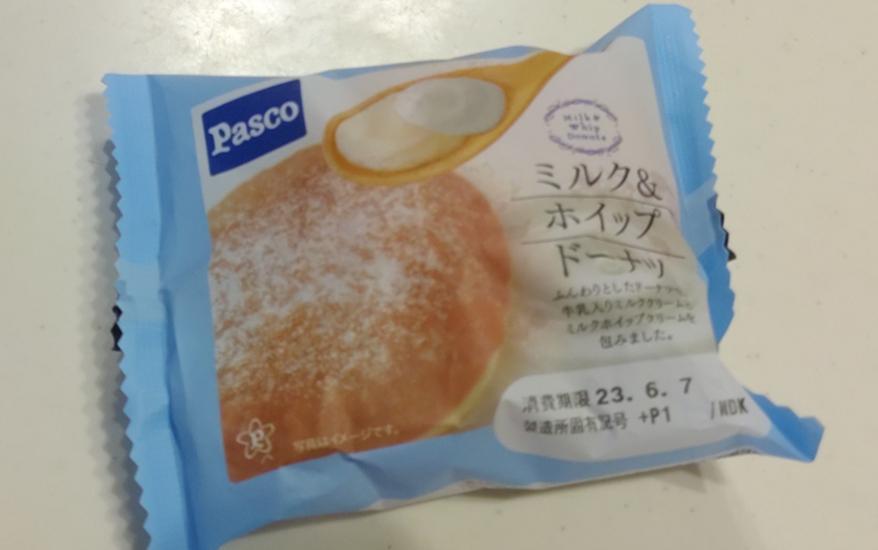 Pasco
Milk &
Whip
Donuts
ミルク&
ホイップ
ドーナツ
ふんわりとしたドーナツで
牛乳入りミルククリームと
ミルクホイップクリームを
包みました。
消費期限 23. 6. 7
製造所固有記号 +P1 /NDK
P
写真はイメージです。